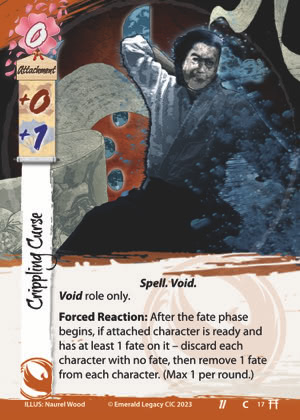 0
Attachment
+0
+1
Crippling Curse
Spell. Void.
Void role only.
Forced Reaction: After the fate phase
begins, if attached character is ready and
has at least 1 fate on it – discard each
character with no fate, then remove 1 fate
from each character. (Max 1 per round.)
ILLUS: Naurel Wood
© Emerald Legacy CIC 2023
C
17